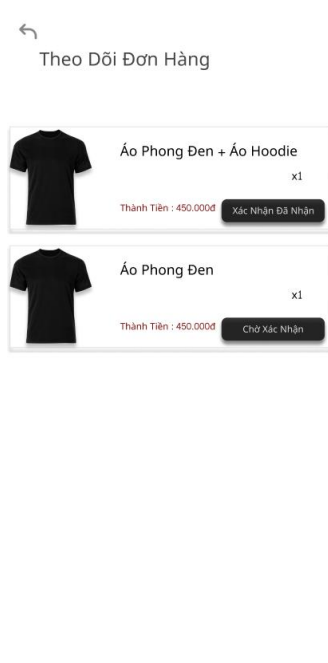 Theo Dõi Đơn Hàng
Áo Phong Đen + Áo Hoodie
x1
Thành Tiền : 450.000đ
Xác Nhận Đã Nhận
Áo Phong Đen
x1
Thành Tiền : 450.000đ
Chờ Xác Nhận